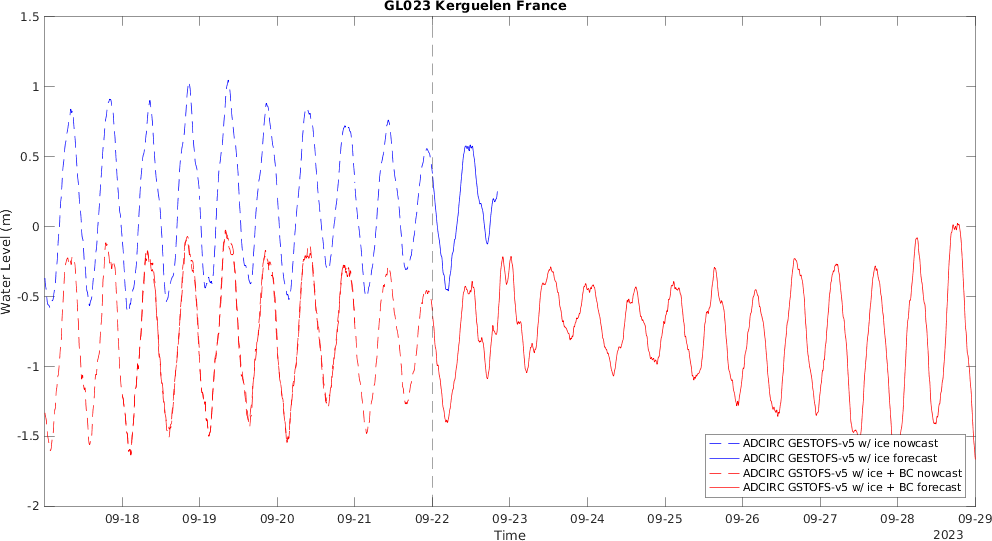 GL023 Kerguelen France
1.5
1
0.5
0
-0.5
-1
-1.5
-2
Water Level (m)
ADCIRC GESTOFS-v5 w/ ice nowcast
ADCIRC GESTOFS-v5 w/ ice forecast
ADCIRC GSTOFS-v5 w/ ice + BC nowcast
ADCIRC GSTOFS-v5 w/ ice + BC forecast
09-18 09-19 09-20 09-21 09-22 09-23 09-24 09-25 09-26 09-27 09-28 09-29
Time
2023